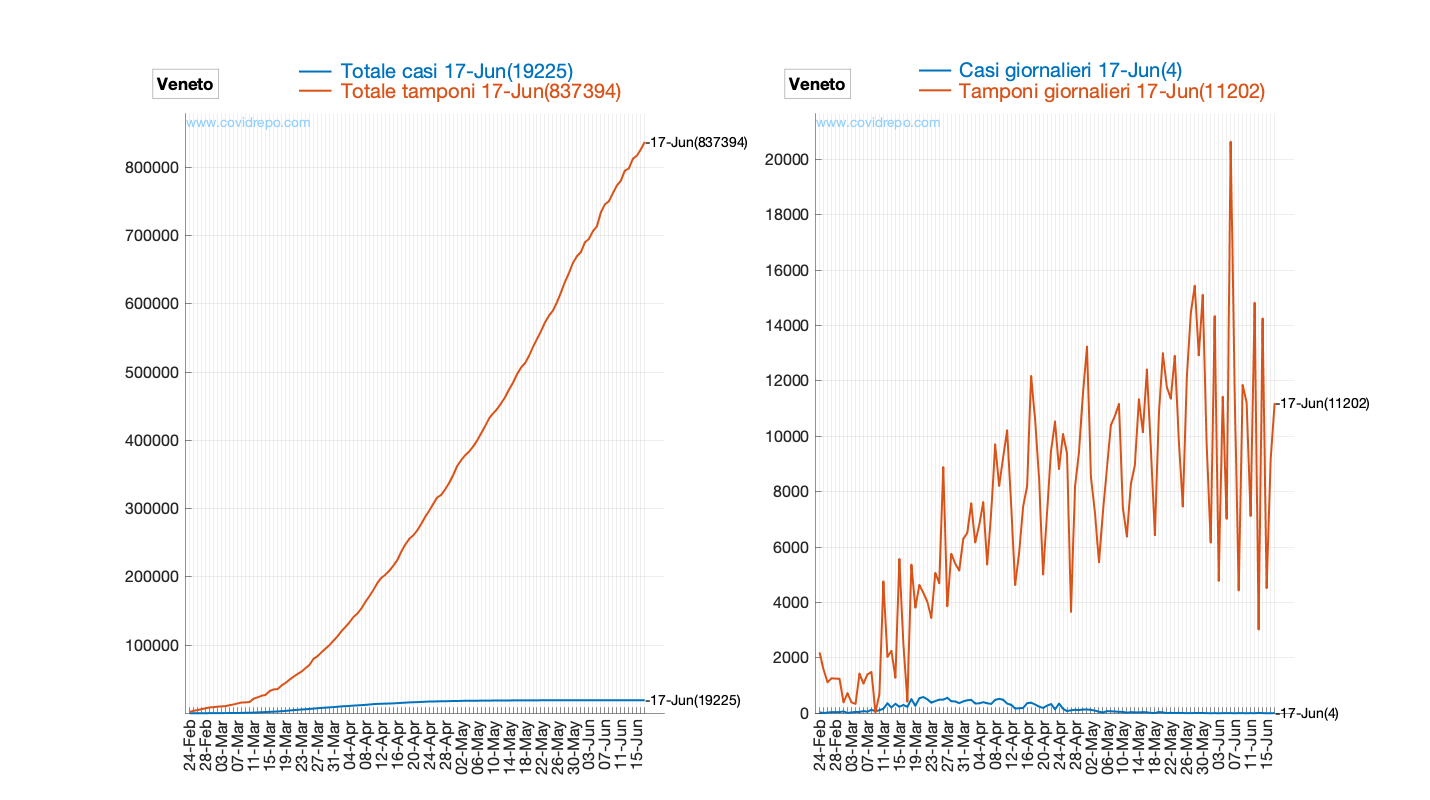 Veneto
Totale casi 17-Jun(19225)
Totale tamponi 17-Jun(837394)
www.covidrepo.com
17-Jun(837394)
800000
700000
600000
500000
400000
300000
200000
100000
17-Jun(19225)
24-Feb
28-Feb
03-Mar
07-Mar
11-Mar
15-Mar
19-Mar
23-Mar
27-Mar
31-Mar
04-Apr
08-Apr
12-Apr
16-Apr
20-Apr
24-Apr
28-Apr
02-May
06-May
10-May
14-May
18-May
22-May
26-May
30-May
03-Jun
07-Jun
11-Jun
15-Jun
Veneto
Casi giornalieri 17-Jun(4)
Tamponi giornalieri 17-Jun(11202)
www.covidrepo.com
20000
18000
16000
14000
12000
17-Jun(11202)
10000
8000
6000
4000
2000
0
17-Jun(4)
24-Feb
28-Feb
03-Mar
07-Mar
11-Mar
15-Mar
19-Mar
23-Mar
27-Mar
31-Mar
04-Apr
08-Apr
12-Apr
16-Apr
20-Apr
24-Apr
28-Apr
02-May
06-May
10-May
14-May
18-May
22-May
26-May
30-May
03-Jun
07-Jun
11-Jun
15-Jun